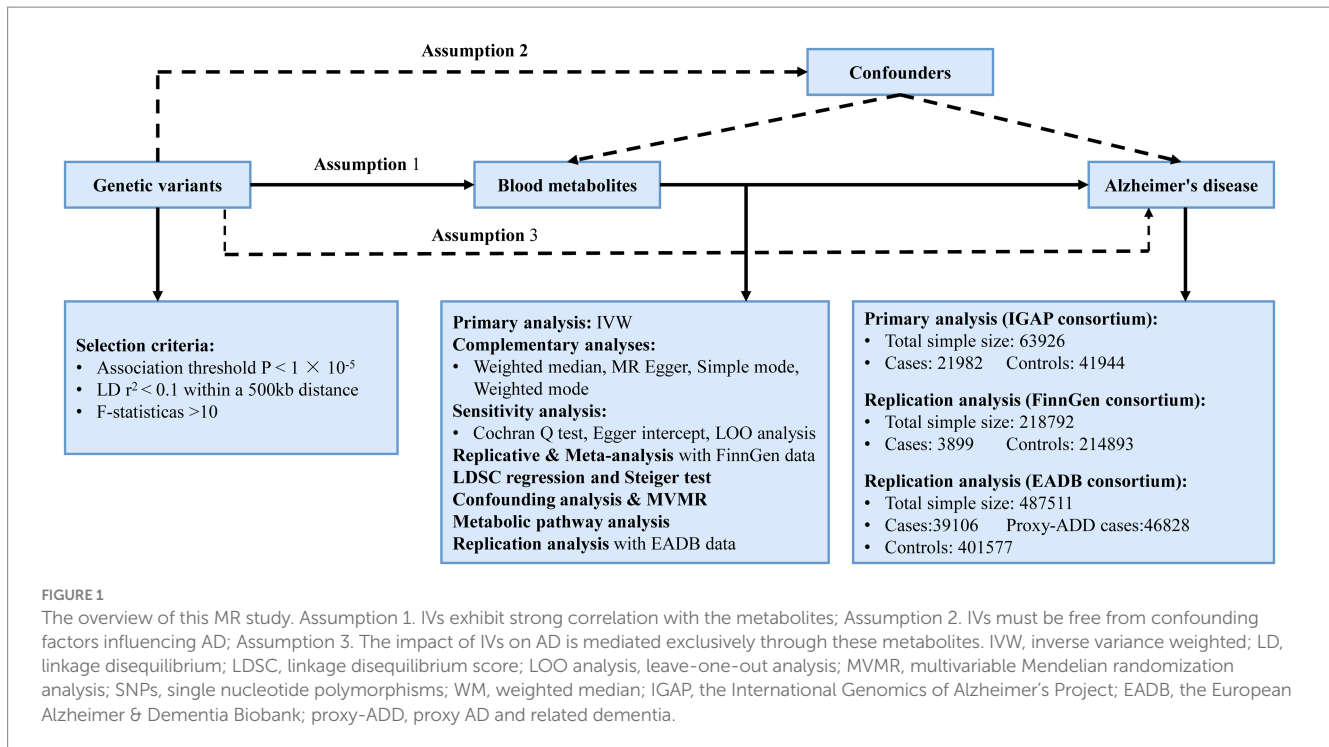 Assumption 2
Confounders
Genetic variants
Assumption 1
Blood metabolites
Alzheimer's disease
Assumption 3
Selection criteria:
• Association threshold P < 1 × 10⁻⁵
• LD r² < 0.1 within a 500kb distance
• F-statisticas >10
Primary analysis: IVW
Complementary analyses:
• Weighted median, MR Egger, Simple mode,
Weighted mode
Sensitivity analysis:
• Cochran Q test, Egger intercept, LOO analysis
Replicative & Meta-analysis with FinnGen data
LDSC regression and Steiger test
Confounding analysis & MVMR
Metabolic pathway analysis
Replication analysis with EADB data
Primary analysis (IGAP consortium):
• Total simple size: 63926
• Cases: 21982 Controls: 41944
Replication analysis (FinnGen consortium):
• Total simple size: 218792
• Cases: 3899 Controls: 214893
Replication analysis (EADB consortium):
• Total simple size: 487511
• Cases:39106 Proxy-ADD cases:46828
• Controls: 401577
FIGURE 1
The overview of this MR study. Assumption 1. IVs exhibit strong correlation with the metabolites; Assumption 2. IVs must be free from confounding
factors influencing AD; Assumption 3. The impact of IVs on AD is mediated exclusively through these metabolites. IVW, inverse variance weighted; LD,
linkage disequilibrium; LDSC, linkage disequilibrium score; LOO analysis, leave-one-out analysis; MVMR, multivariable Mendelian randomization
analysis; SNPs, single nucleotide polymorphisms; WM, weighted median; IGAP, the International Genomics of Alzheimer's Project; EADB, the European
Alzheimer & Dementia Biobank; proxy-ADD, proxy AD and related dementia.